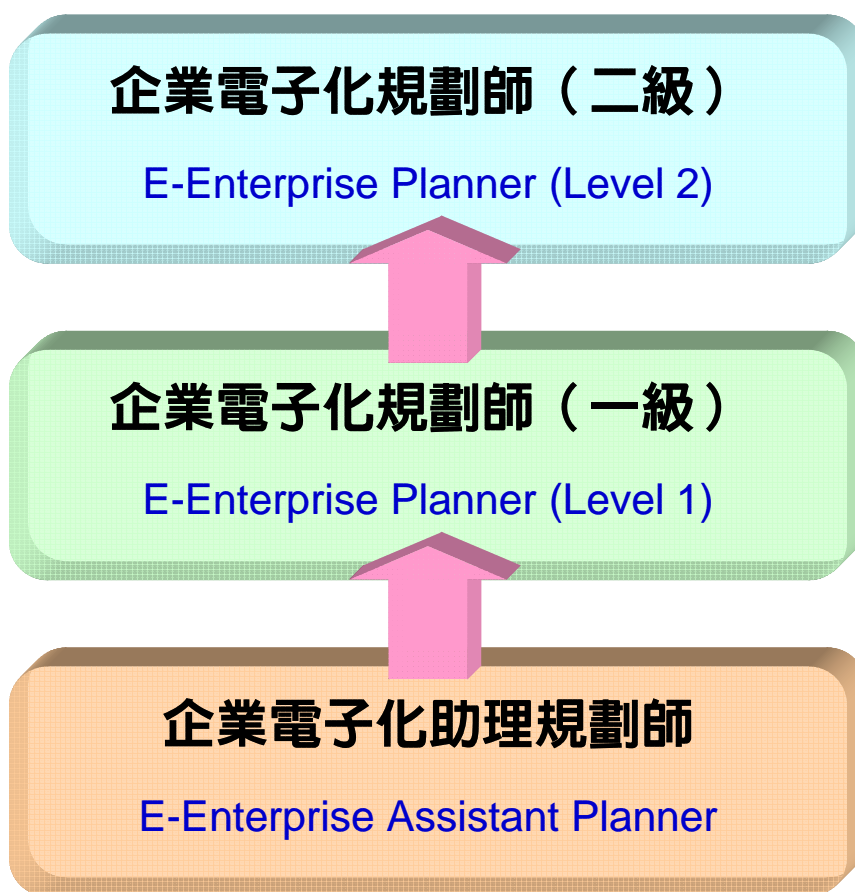 企業電子化規劃師（二級）
E-Enterprise Planner (Level 2)
企業電子化規劃師（一級）
E-Enterprise Planner (Level 1)
企業電子化助理規劃師
E-Enterprise Assistant Planner